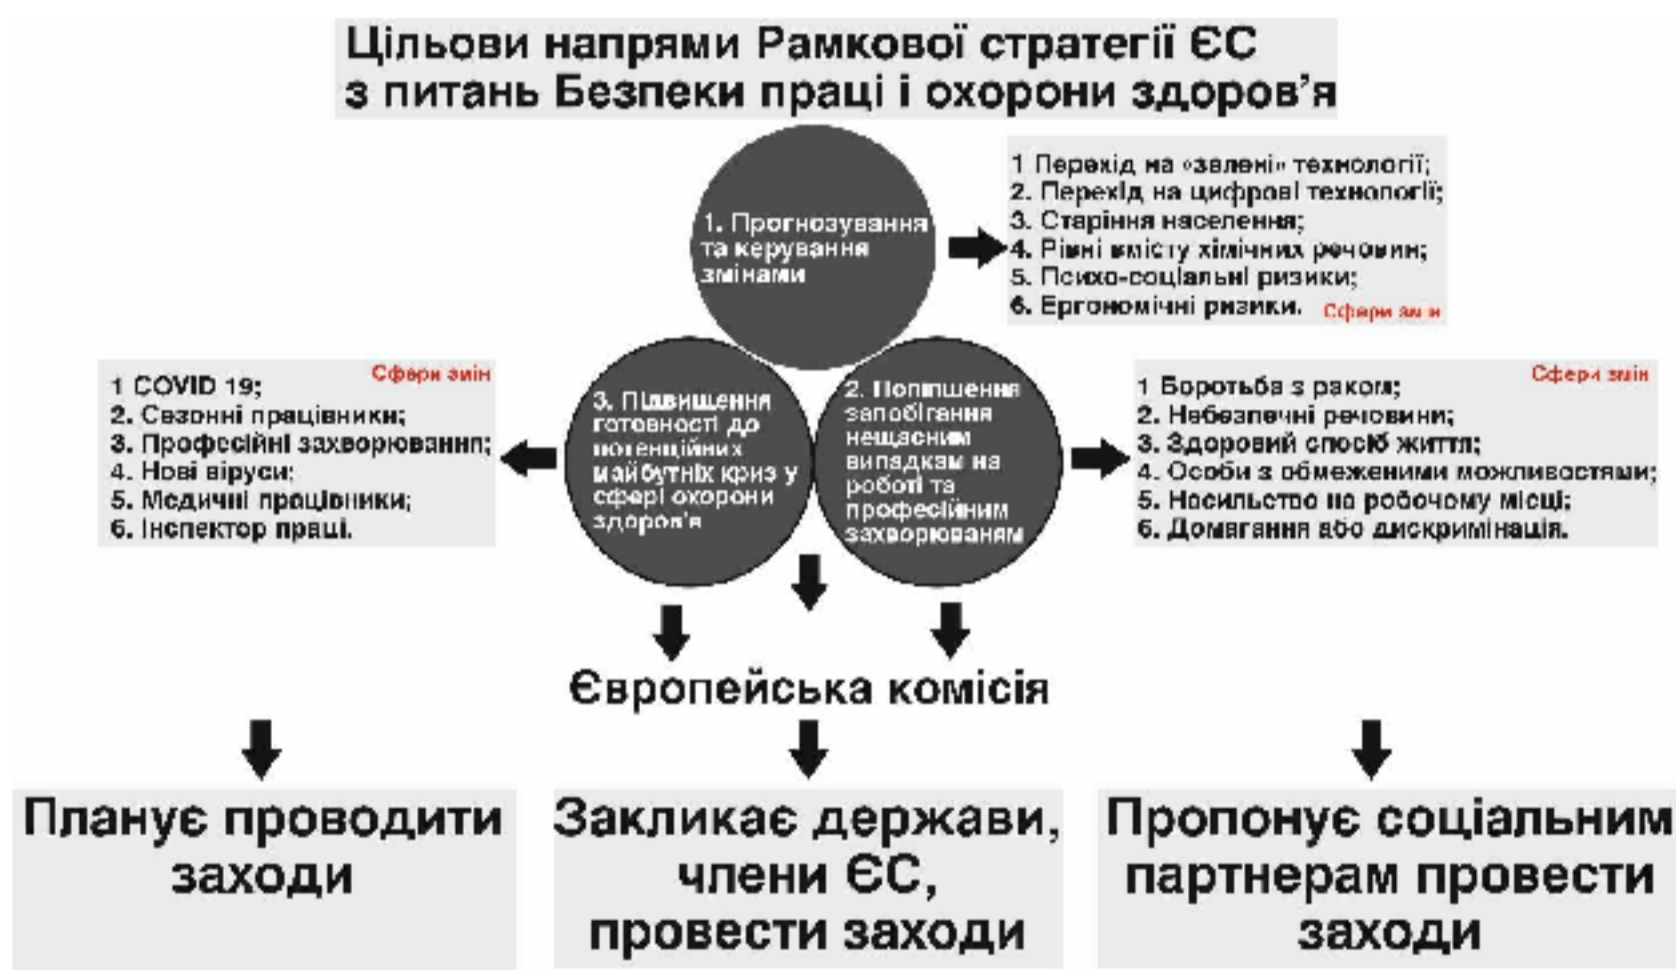 Цільови напрями Рамкової стратегії ЄС
з питань Безпеки праці і охорони здоров’я
1. Прогнозування
та керування
змінами
1 Перехід на «зелені» технології;
2. Перехід на цифрові технології;
3. Старіння населення;
4. Рівні вмісту хімічних речовин;
5. Психо-соціальні ризики;
6. Ергономічні ризики.
Сфери змін
Сфери змін
1 COVID 19;
2. Сезонні працівники;
3. Професійні захворювання;
4. Нові віруси;
5. Медичні працівники;
6. Інспектор праці.
3. Підвищення
готовності до
потенційних
майбутніх криз у
сфері охорони
здоров'я
2. Поліпшення
запобігання
нещасним
випадкам на
роботі та
професійним
захворюваням
Сфери змін
1 Боротьба з раком;
2. Небезпечні речовини;
3. Здоровий спосіб життя;
4. Особи з обмеженими можливостями;
5. Насильство на робочому місці;
6. Домагання або дискримінація.
Європейська комісія
Планує проводити
заходи
Закликає держави,
члени ЄС,
провести заходи
Пропонує соціальним
партнерам провести
заходи